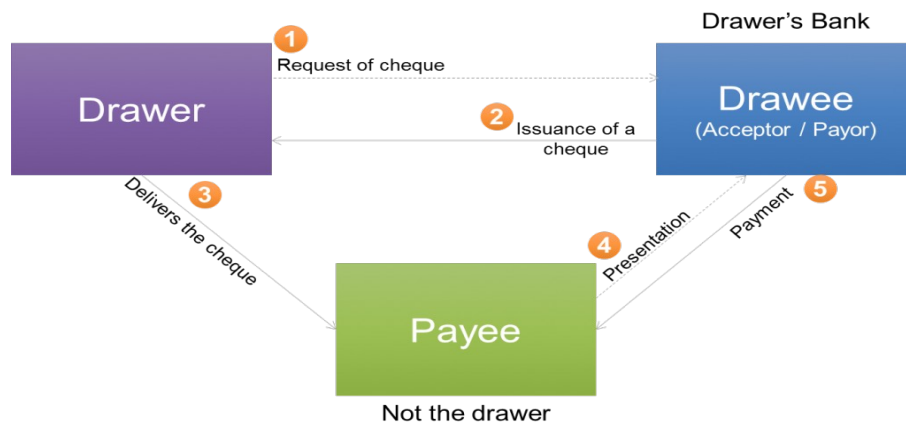 Drawer's Bank
1
Request of cheque
Drawer
Drawee
(Acceptor / Payor)
2
Issuance of a
cheque
3
Delivers the cheque
4
Presentation
5
Payment
Payee
Not the drawer